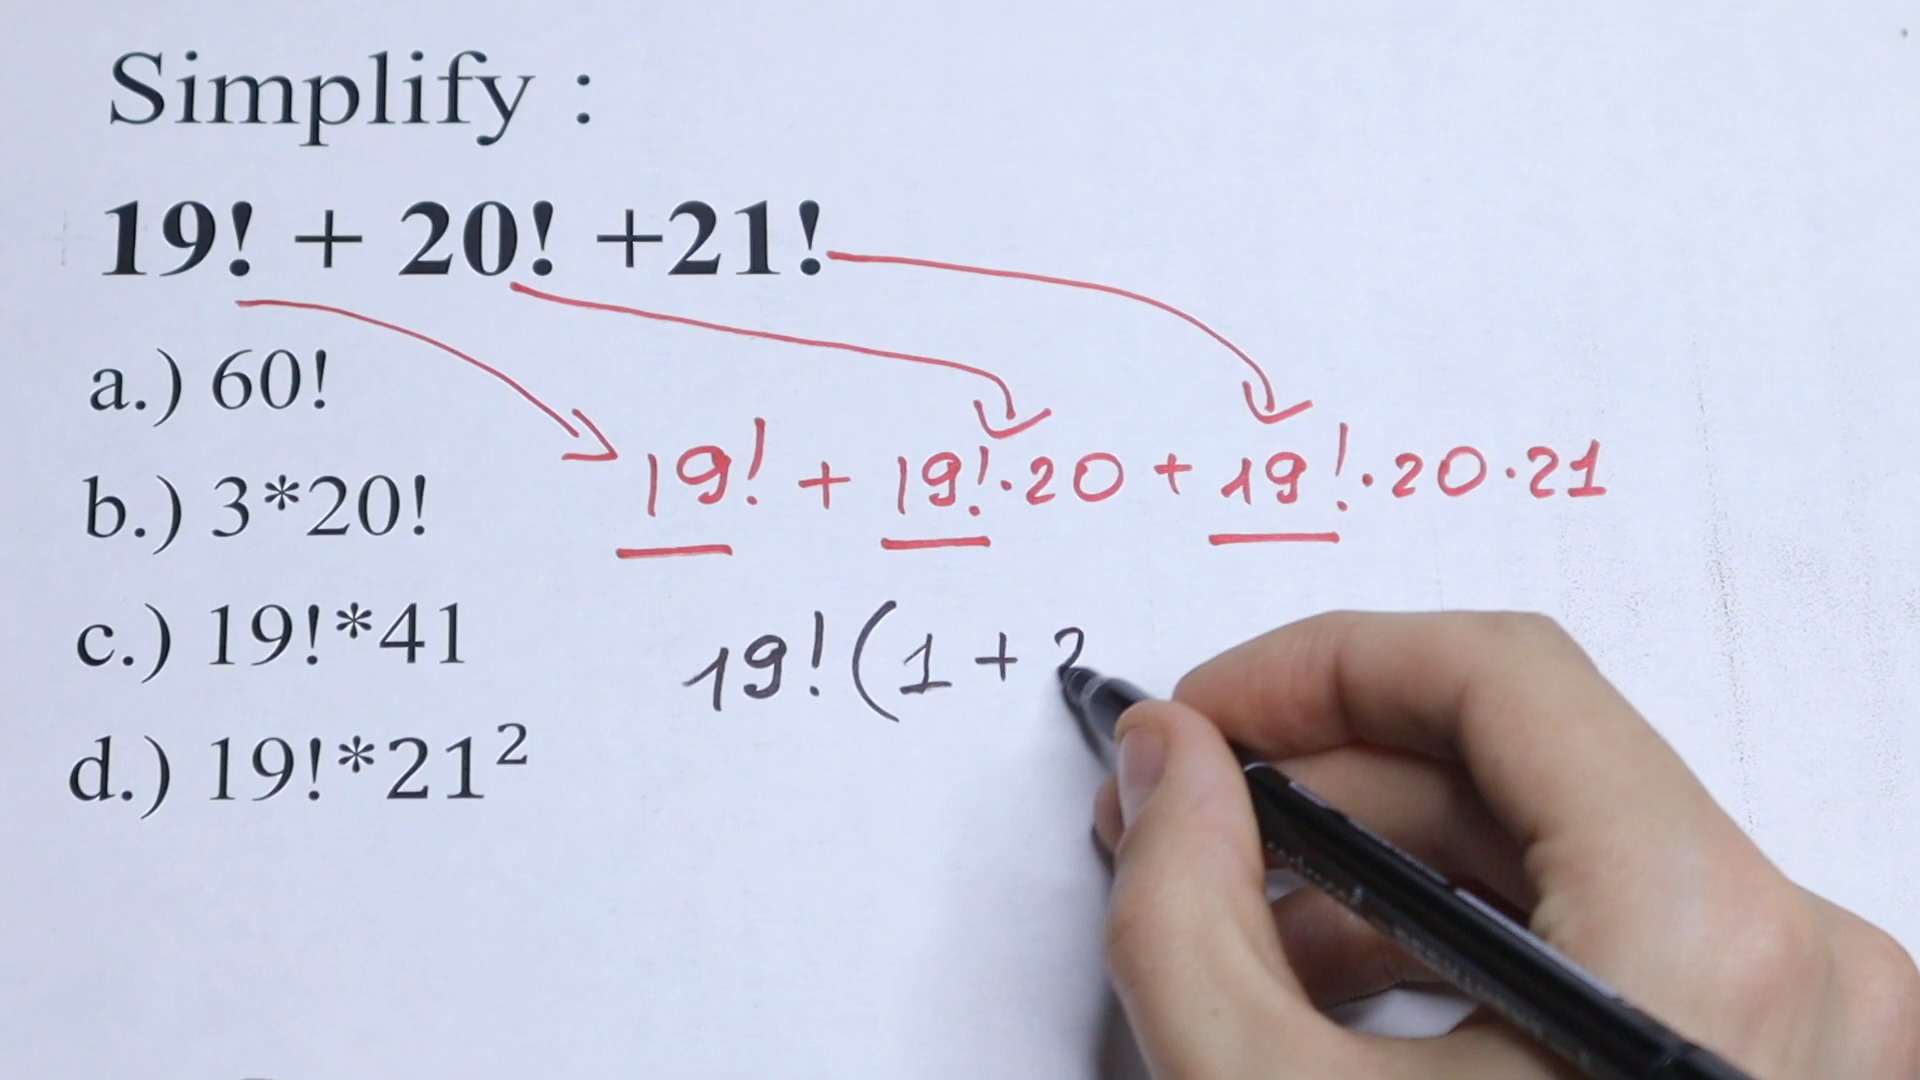 Simplify :
19! + 20! +21!
a.) 60!
19! + 19!·20 + 19!·20·21
b.) 3*20!
19!(1 + 2
c.) 19!*41
d.) 19!*21²